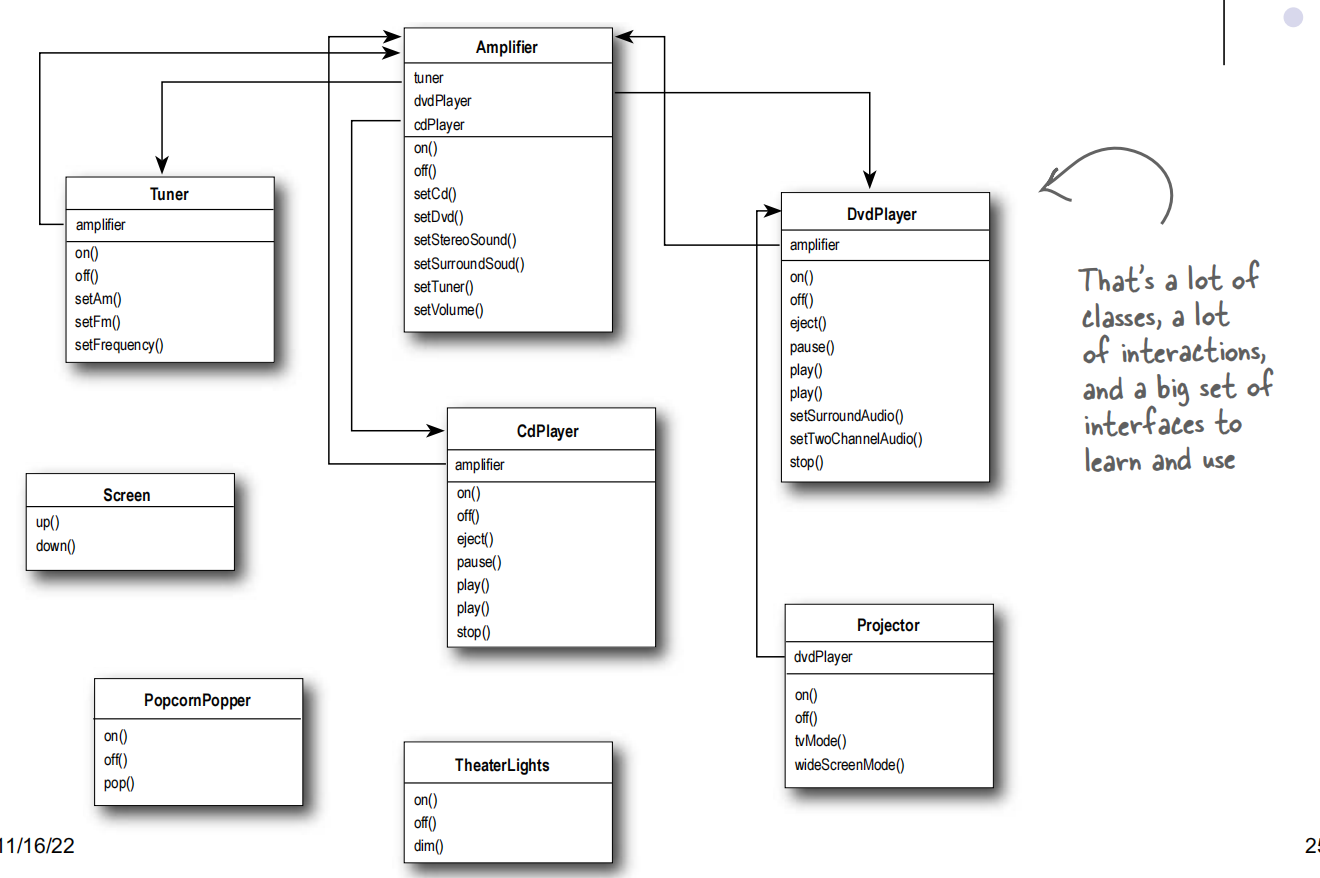 Amplifier
tuner
dvdPlayer
cdPlayer
on()
off()
setCd()
setDvd()
setStereoSound()
setSurroundSoud()
setTuner()
setVolume()
Tuner
amplifier
on()
off()
setAm()
setFm()
setFrequency()
DvdPlayer
amplifier
on()
off()
eject()
pause()
play()
play()
setSurroundAudio()
setTwoChannelAudio()
stop()
That's a lot of
classes, a lot
of interactions,
and a big set of
interfaces to
learn and use
CdPlayer
amplifier
on()
off()
eject()
pause()
play()
play()
stop()
Screen
up()
down()
Projector
dvdPlayer
on()
off()
tvMode()
wideScreenMode()
PopcornPopper
on()
off()
pop()
TheaterLights
on()
off()
dim()
11/16/22